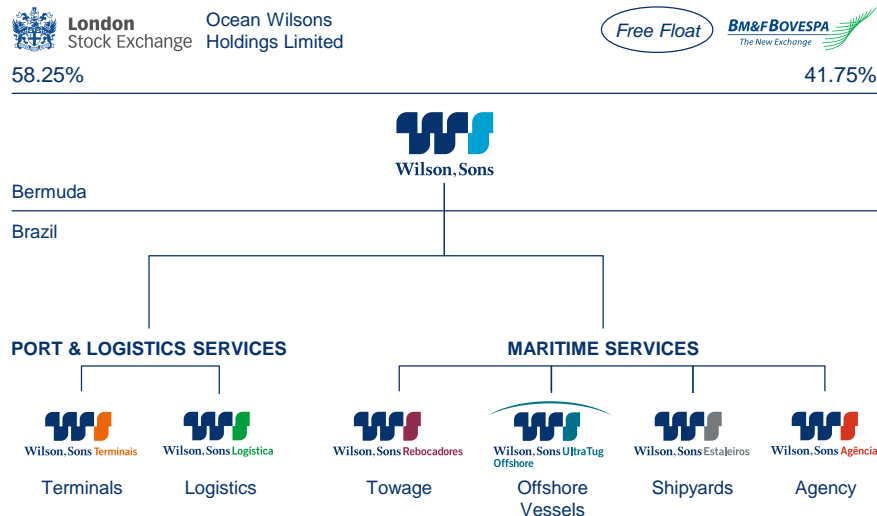 London
Stock Exchange
Ocean Wilsons
Holdings Limited
Free Float
BM&FBOVESPA
The New Exchange
58.25%
41.75%
Wilson, Sons
Bermuda
Brazil
PORT & LOGISTICS SERVICES
MARITIME SERVICES
Wilson, Sons Terminais
Wilson, Sons Logística
Wilson, Sons Rebocadores
Wilson, Sons UltraTug
Offshore
Wilson, Sons Estaleiros
Wilson, Sons Agência
Terminals
Logistics
Towage
Offshore
Vessels
Shipyards
Agency